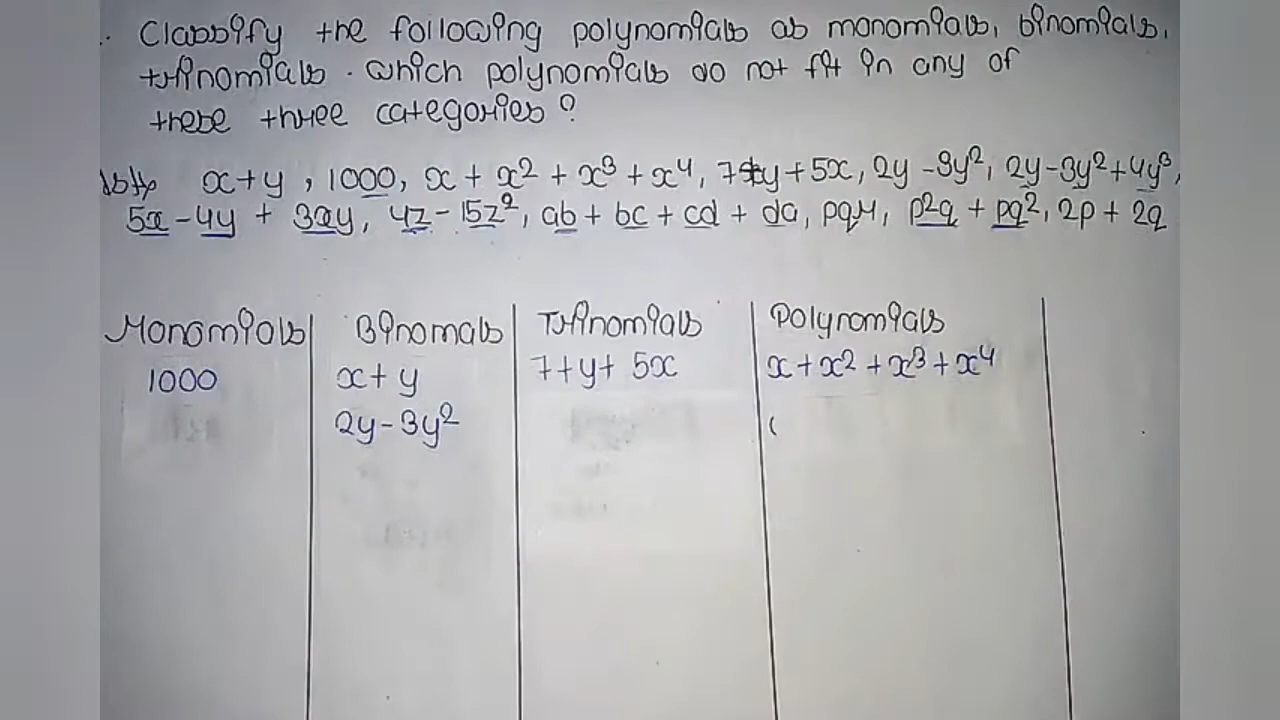 Classify the following polynomials as monomials, binomials,
trinomials. which polynomials do not fit in any of
these three categories?
x+y, 1000, x + x² + x³ + x⁴, 7+y+5x, 2y -3y², 2y-3y²+4y³,
5x - 4y + 3xy, 4z - 15z², ab + bc + cd + da, pqr, p²q + pq², 2p + 2q
Monomials Binomals Trinomials Polynomials
1000 x+y 7+y+5x x+x²+x³+x⁴
2y-3y² (